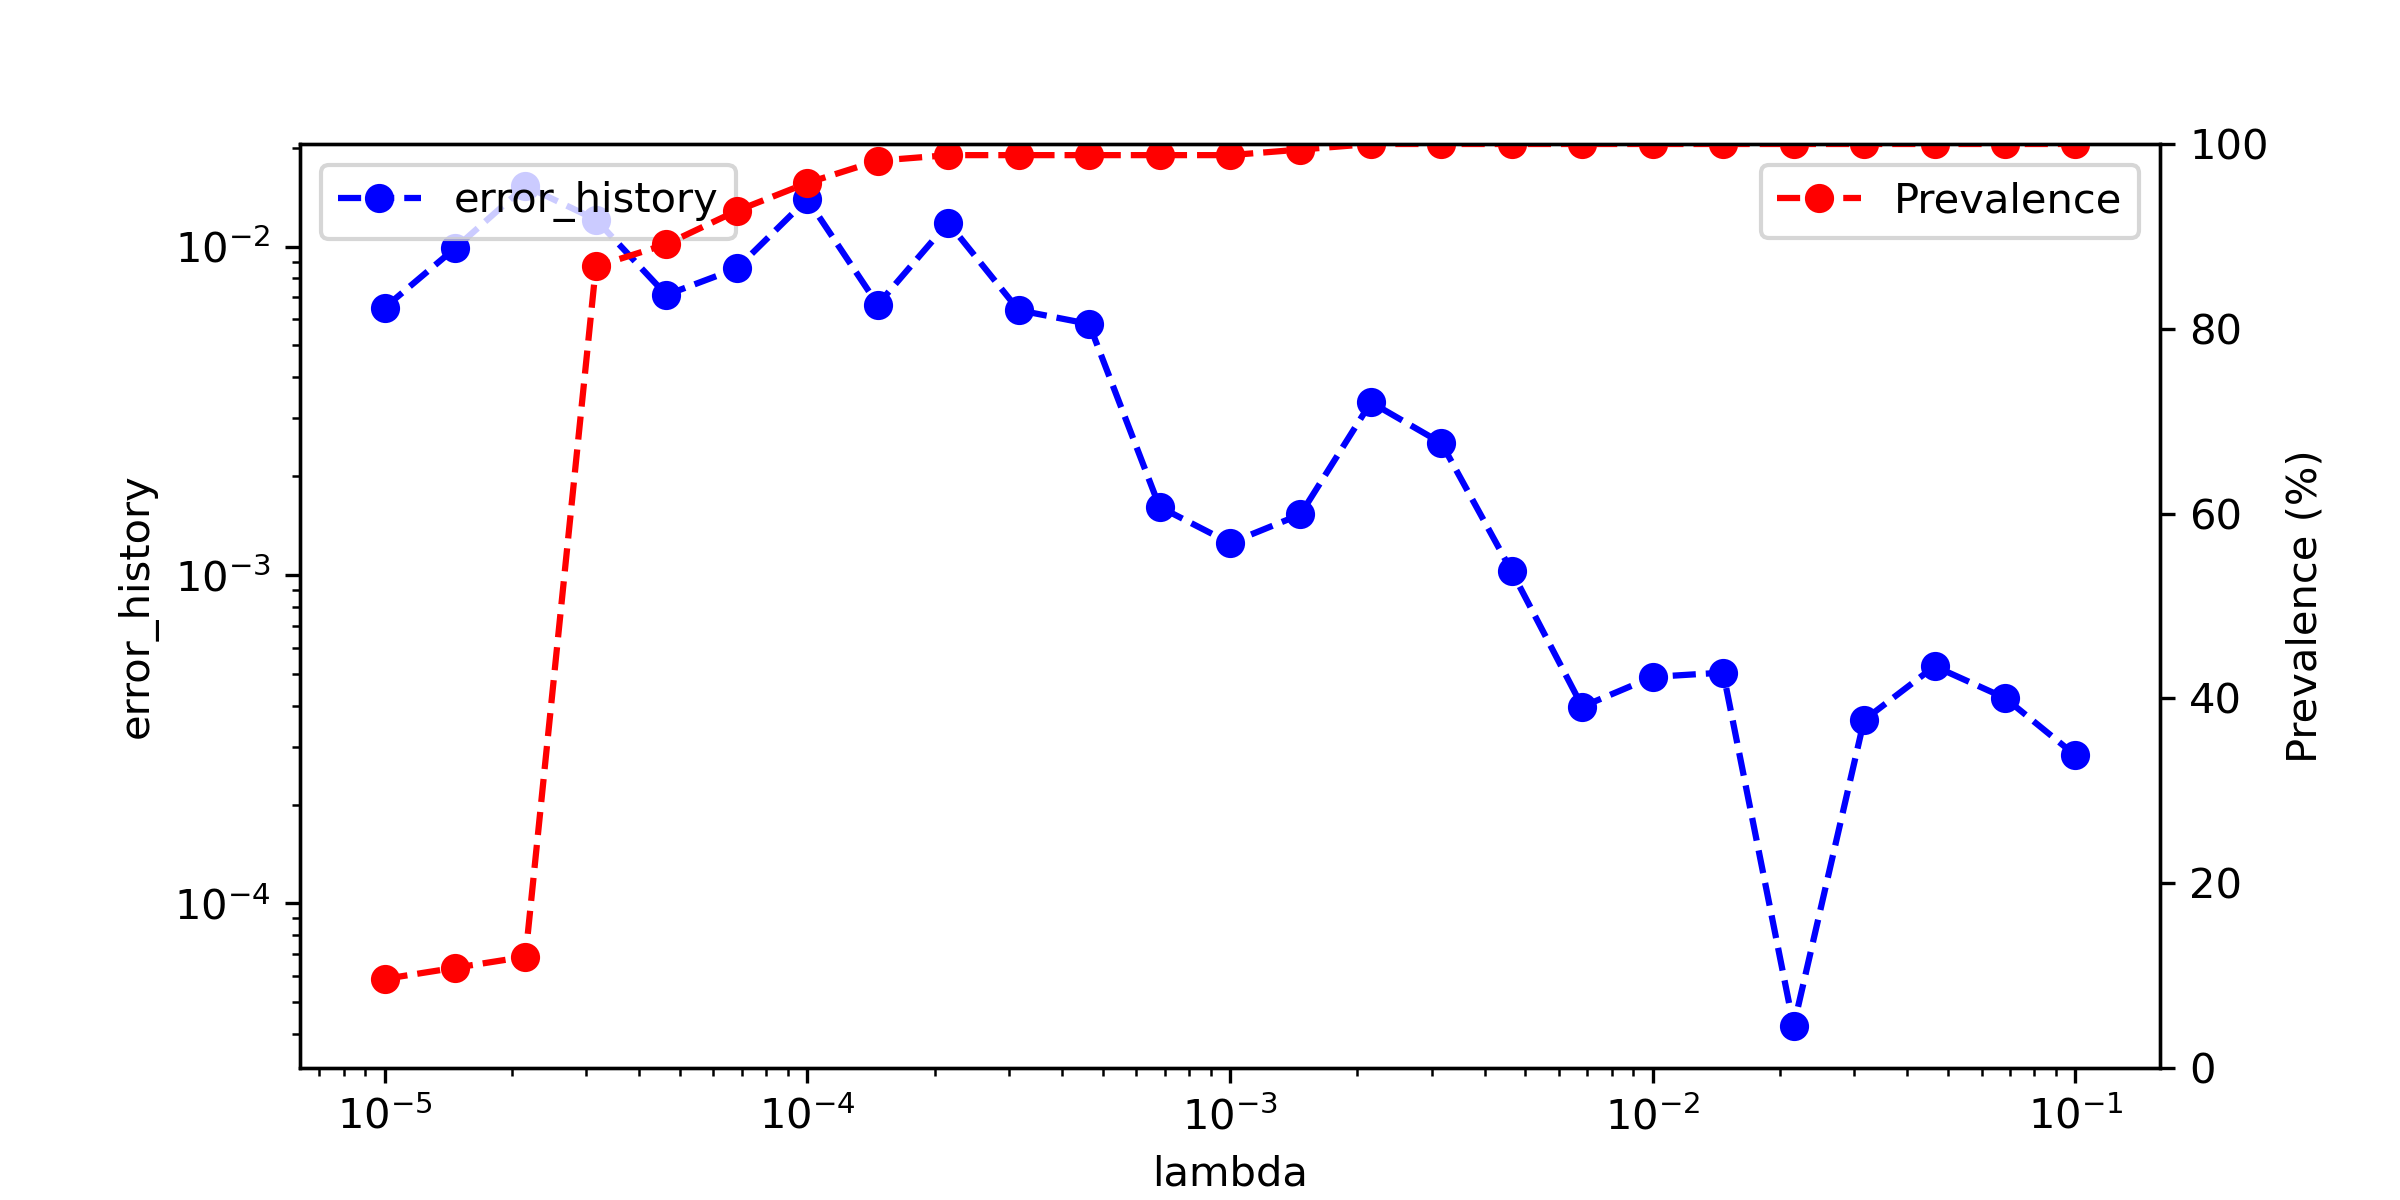 error_history
Prevalence
10⁻²
10⁻³
10⁻⁴
error_history
100
80
60
40
20
0
Prevalence (%)
10⁻⁵
10⁻⁴
10⁻³
10⁻²
10⁻¹
lambda